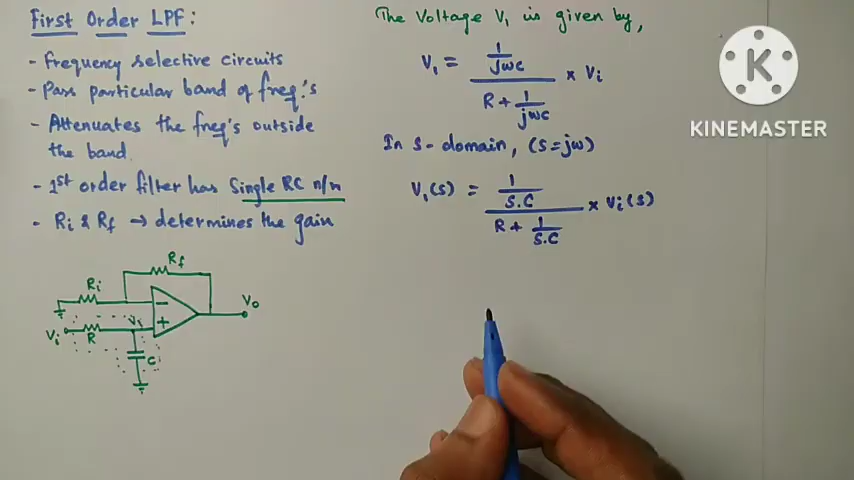 First Order LPF:
- Frequency selective circuits
- Pass particular band of freq.'s
- Attenuates the freq's outside
the band.
- 1st order filter has Single RC n/w
- Ri & Rf → determines the gain
Rf
Ri
Vo
V1
Vi
R
C
The Voltage V1 is given by,
V1 = (1/jωc) / (R + 1/jωc) × Vi
In S-domain, (S=jω)
V1(S) = (1/S.C) / (R + 1/S.C) × Vi(S)
K
KINEMASTER